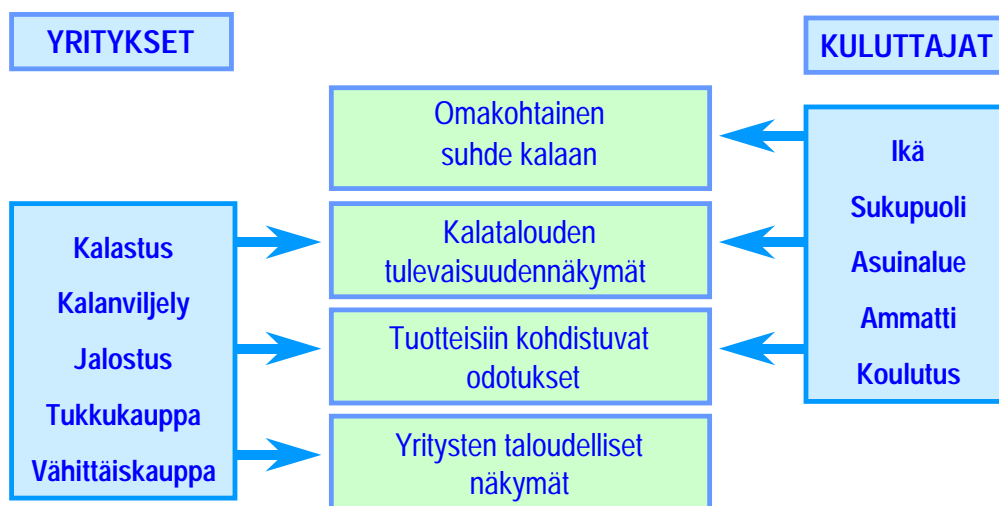 YRITYKSET
KULUTTAJAT
Omakohtainen
suhde kalaan
Kalatalouden
tulevaisuudennäkymät
Tuotteisiin kohdistuvat
odotukset
Yritysten taloudelliset
näkymät
Kalastus
Kalanviljely
Jalostus
Tukkukauppa
Vähittäiskauppa
Ikä
Sukupuoli
Asuinalue
Ammatti
Koulutus